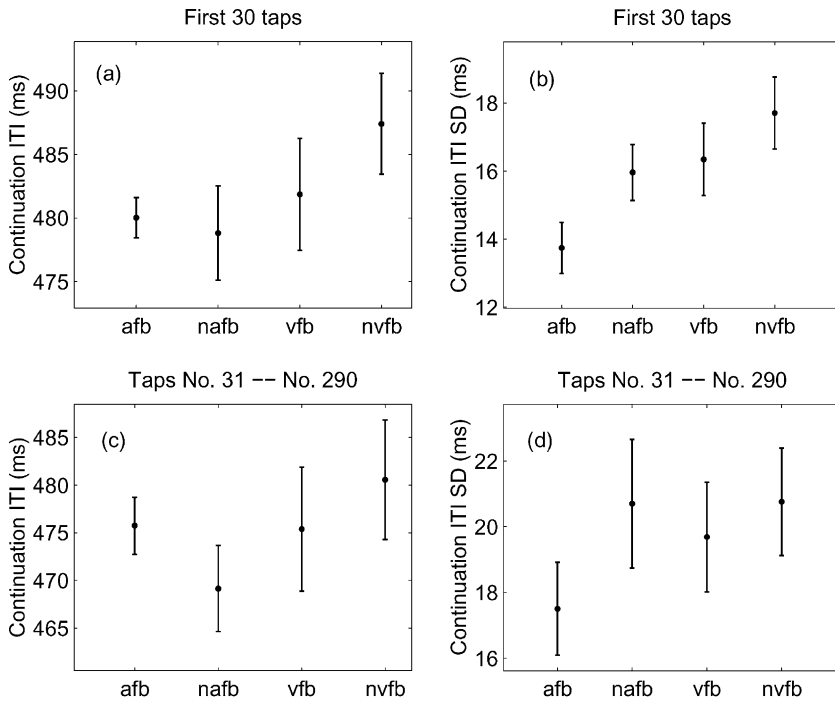 First 30 taps
(a)
Continuation ITI (ms)
490
485
480
475
afb nafb vfb nvfb
First 30 taps
(b)
Continuation ITI SD (ms)
18
16
14
12
afb nafb vfb nvfb
Taps No. 31 −− No. 290
(c)
Continuation ITI (ms)
485
480
475
470
465
afb nafb vfb nvfb
Taps No. 31 −− No. 290
(d)
Continuation ITI SD (ms)
22
20
18
16
afb nafb vfb nvfb